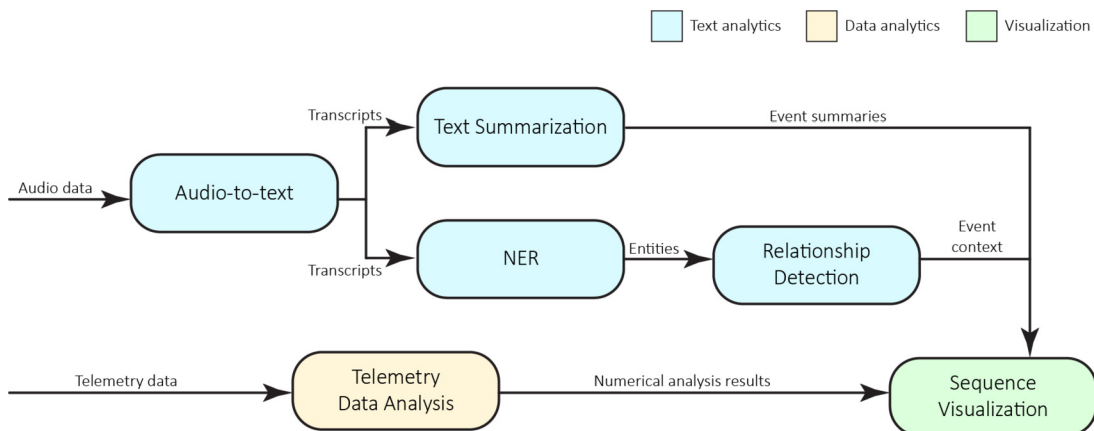 Text analytics
Data analytics
Visualization
Transcripts
Text Summarization
Event summaries
Audio data
Audio-to-text
Transcripts
NER
Entities
Relationship
Detection
Event
context
Telemetry data
Telemetry
Data Analysis
Numerical analysis results
Sequence
Visualization